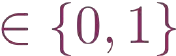 ∈ {0, 1}